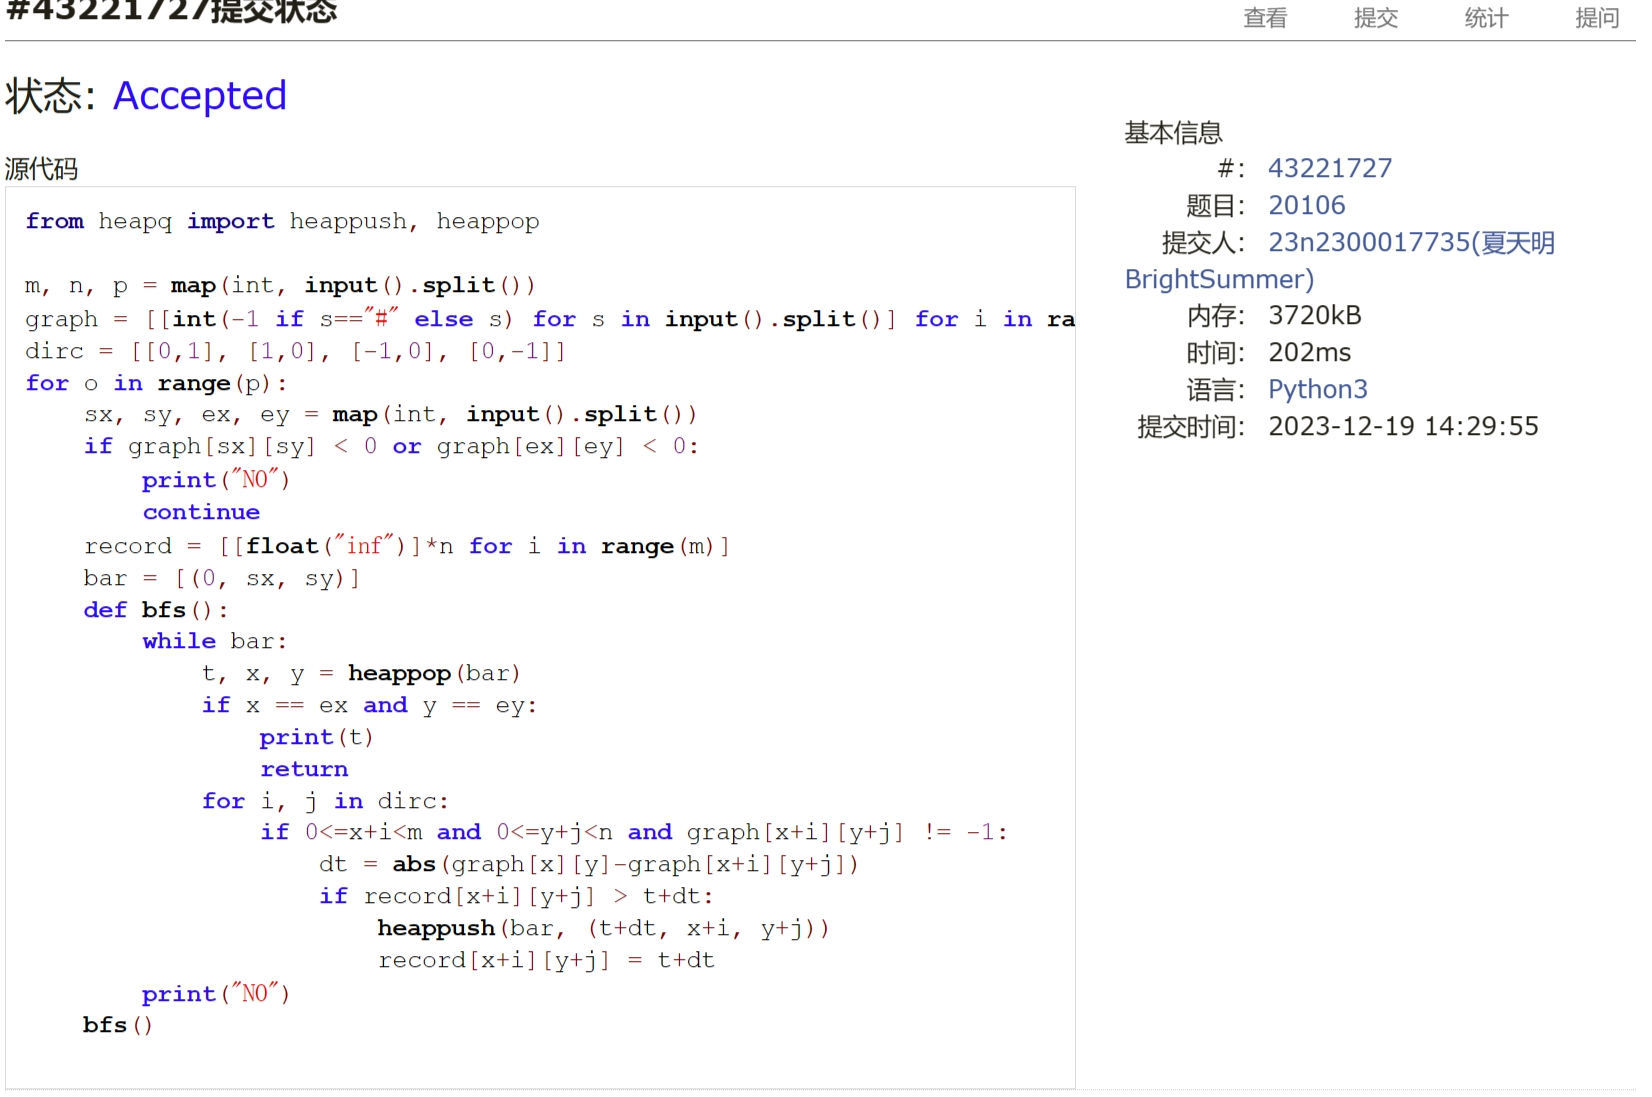 #43221727提交状态
查看 提交 统计 提问
状态: Accepted
源代码
from heapq import heappush, heappop
m, n, p = map(int, input().split())
graph = [[int(-1 if s=="#" else s) for s in input().split()] for i in ra
dirc = [[0,1], [1,0], [-1,0], [0,-1]]
for o in range(p):
    sx, sy, ex, ey = map(int, input().split())
    if graph[sx][sy] < 0 or graph[ex][ey] < 0:
        print("NO")
        continue
    record = [[float("inf")]*n for i in range(m)]
    bar = [(0, sx, sy)]
    def bfs():
        while bar:
            t, x, y = heappop(bar)
            if x == ex and y == ey:
                print(t)
                return
            for i, j in dirc:
                if 0<=x+i<m and 0<=y+j<n and graph[x+i][y+j] != -1:
                    dt = abs(graph[x][y]-graph[x+i][y+j])
                    if record[x+i][y+j] > t+dt:
                        heappush(bar, (t+dt, x+i, y+j))
                        record[x+i][y+j] = t+dt
        print("NO")
    bfs()
基本信息
#: 43221727
题目: 20106
提交人: 23n2300017735(夏天明
BrightSummer)
内存: 3720kB
时间: 202ms
语言: Python3
提交时间: 2023-12-19 14:29:55